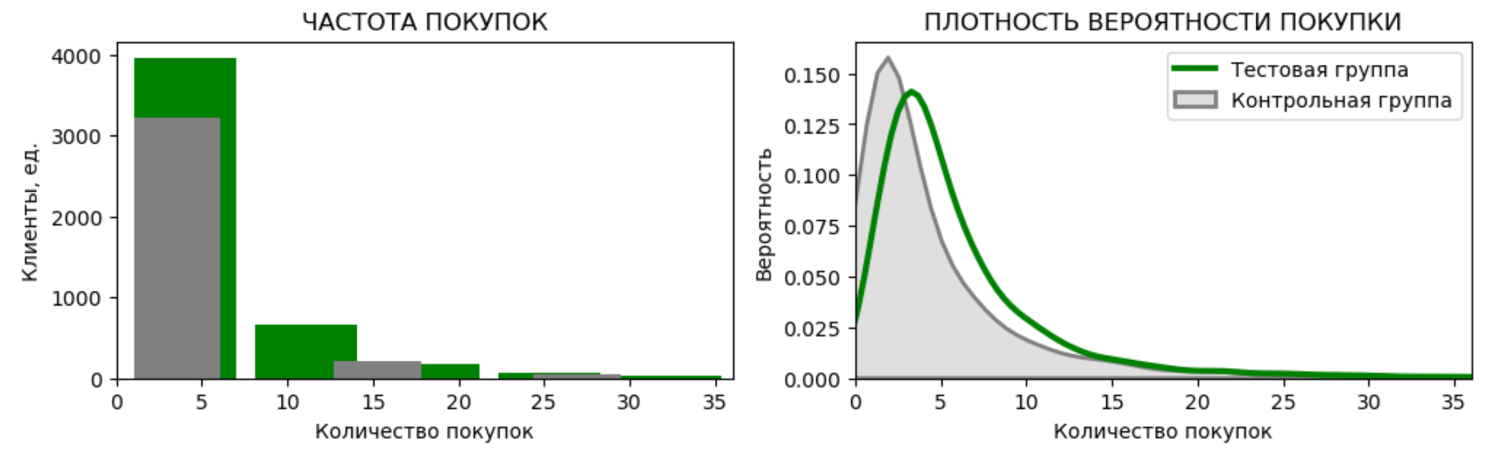 ЧАСТОТА ПОКУПОК
4000
3000
2000
1000
0
Клиенты, ед.
0 5 10 15 20 25 30 35
Количество покупок
ПЛОТНОСТЬ ВЕРОЯТНОСТИ ПОКУПКИ
Тестовая группа
Контрольная группа
0.150
0.125
0.100
0.075
0.050
0.025
0.000
Вероятность
0 5 10 15 20 25 30 35
Количество покупок